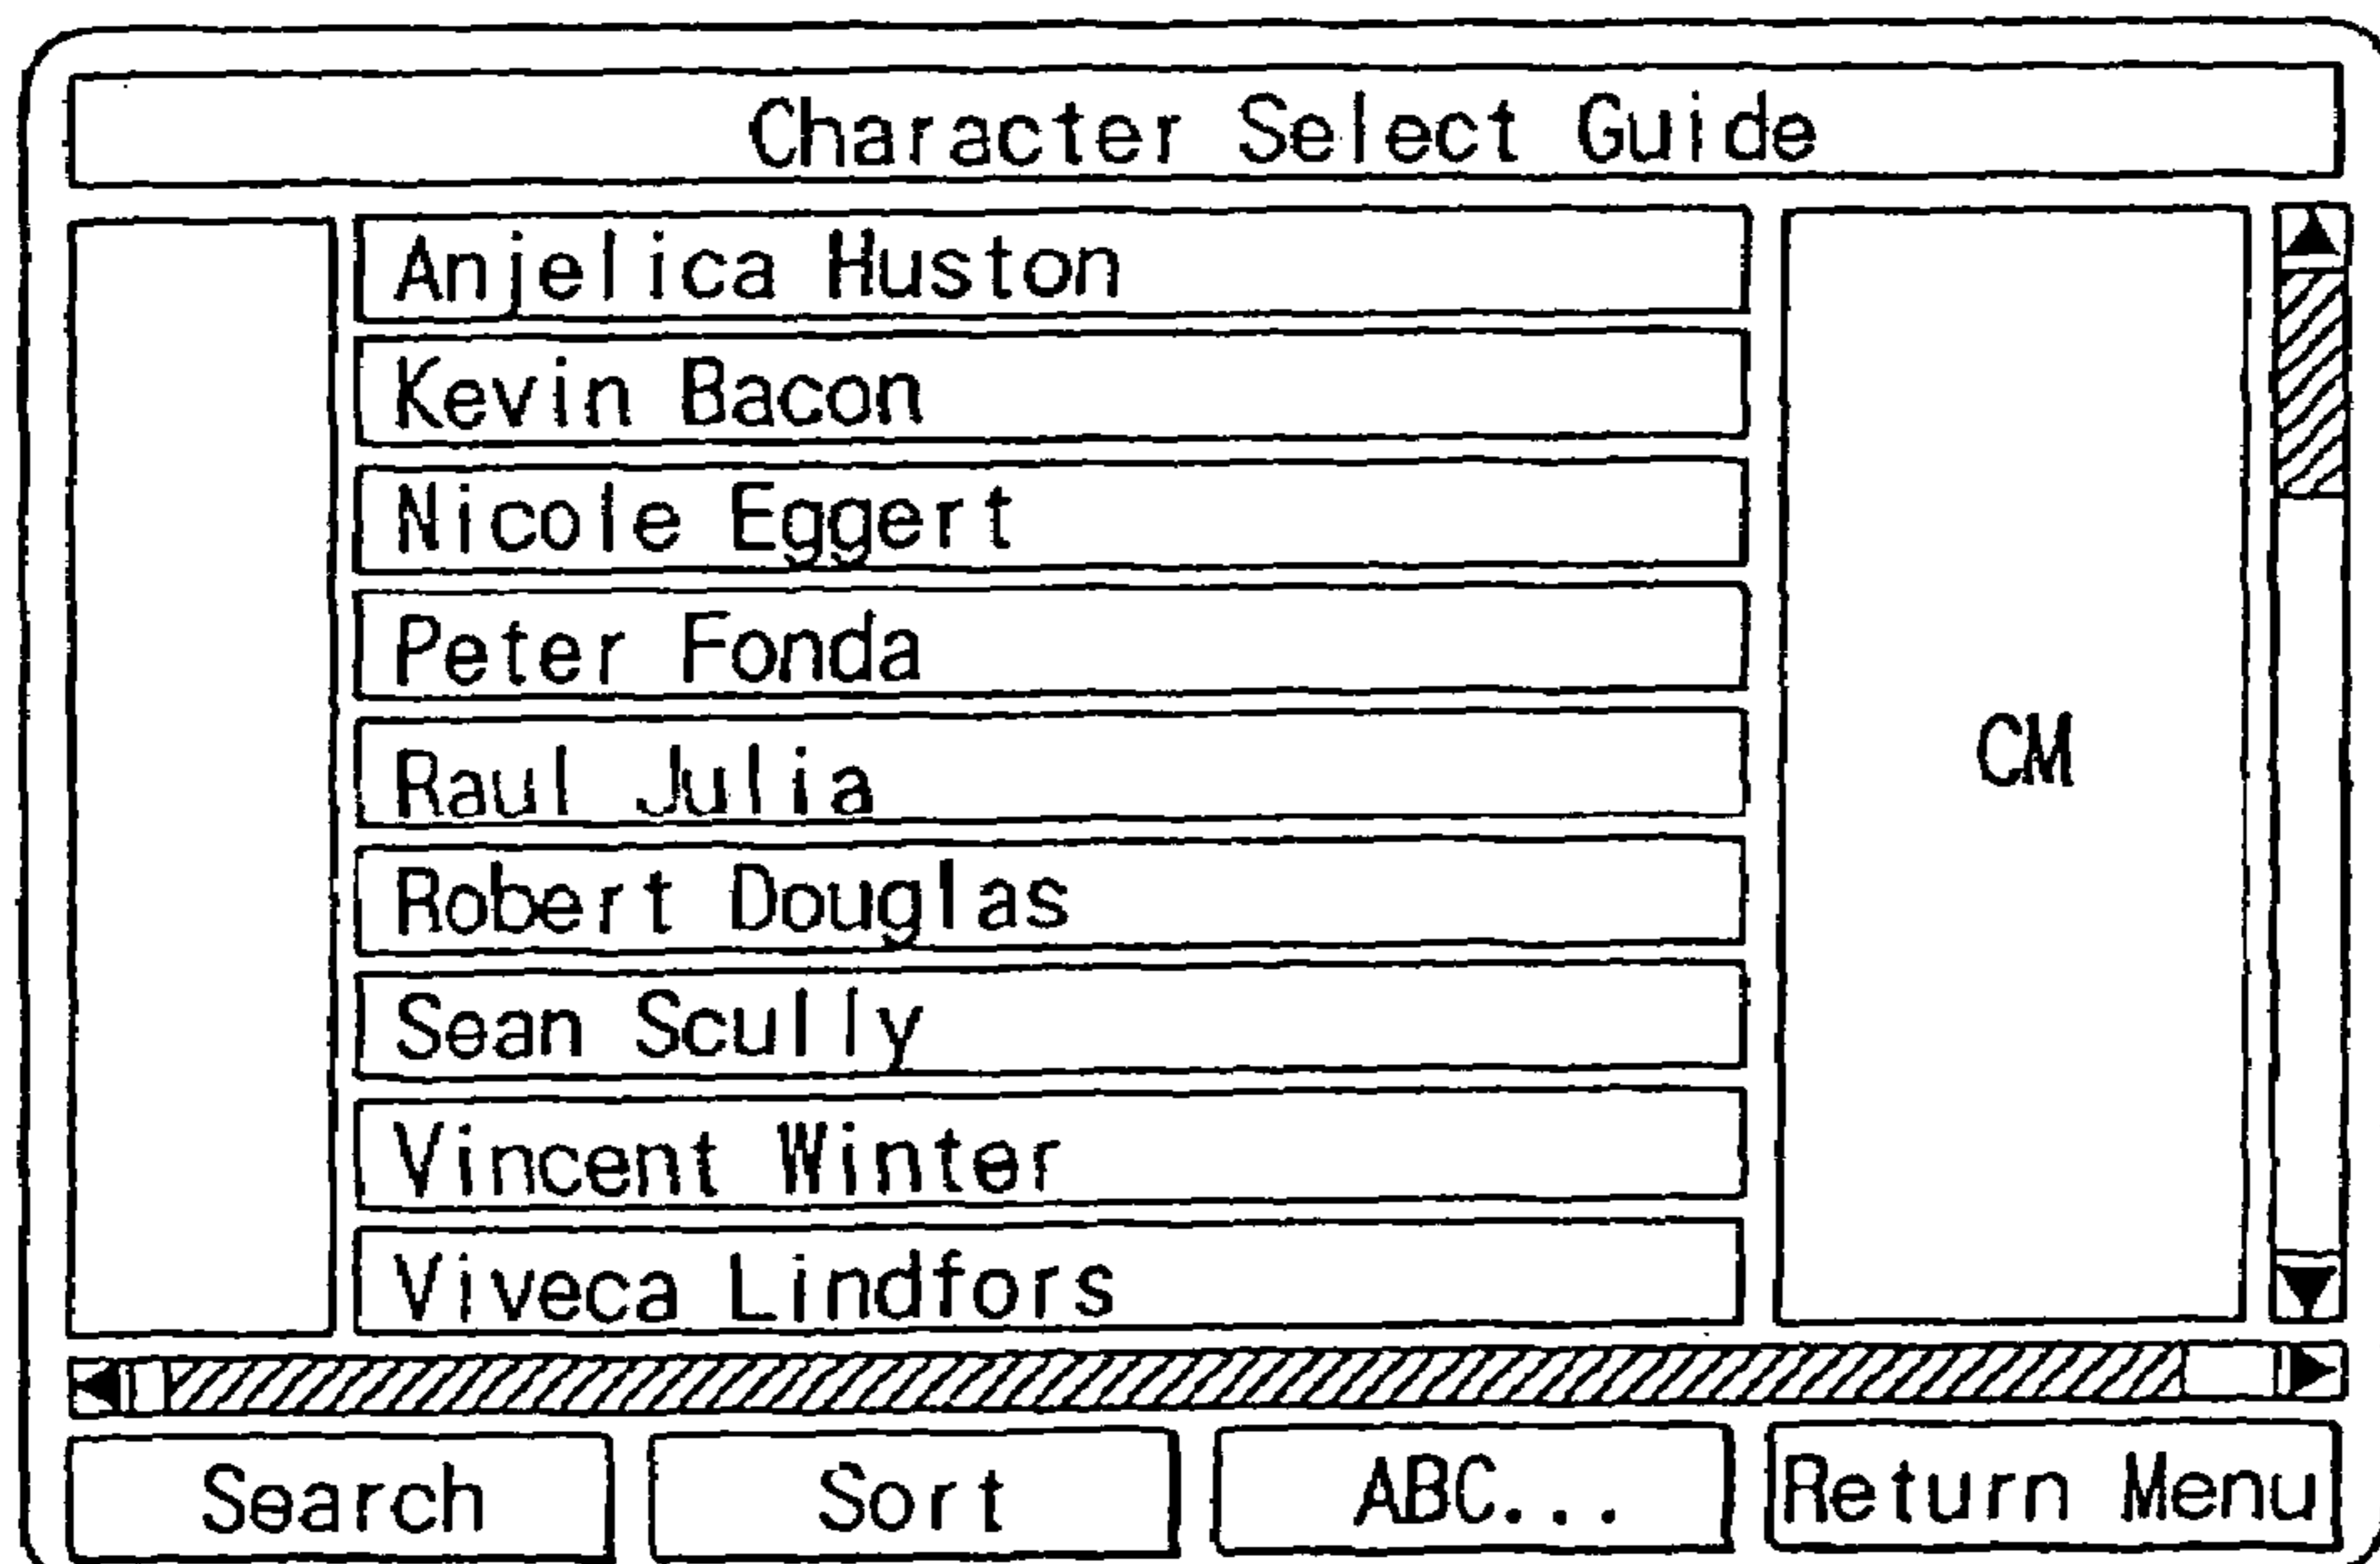 Character Select Guide
Anjelica Huston
Kevin Bacon
Nicole Eggert
Peter Fonda
Raul Julia
CM
Robert Douglas
Sean Scully
Vincent Winter
Viveca Lindfors
Search Sort ABC... Return Menu